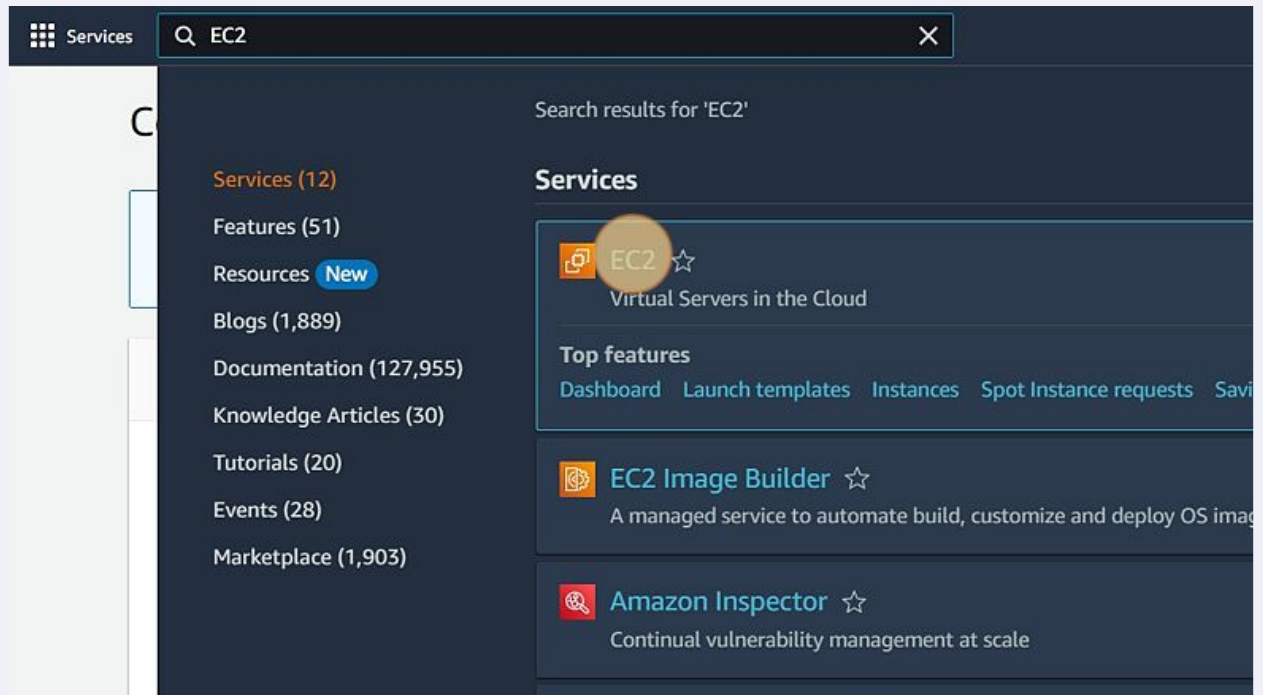 Services
EC2
C
Search results for 'EC2'
Services (12)
Features (51)
Resources New
Blogs (1,889)
Documentation (127,955)
Knowledge Articles (30)
Tutorials (20)
Events (28)
Marketplace (1,903)
Services
EC2
Virtual Servers in the Cloud
Top features
Dashboard Launch templates Instances Spot Instance requests Savi
EC2 Image Builder
A managed service to automate build, customize and deploy OS imag
Amazon Inspector
Continual vulnerability management at scale